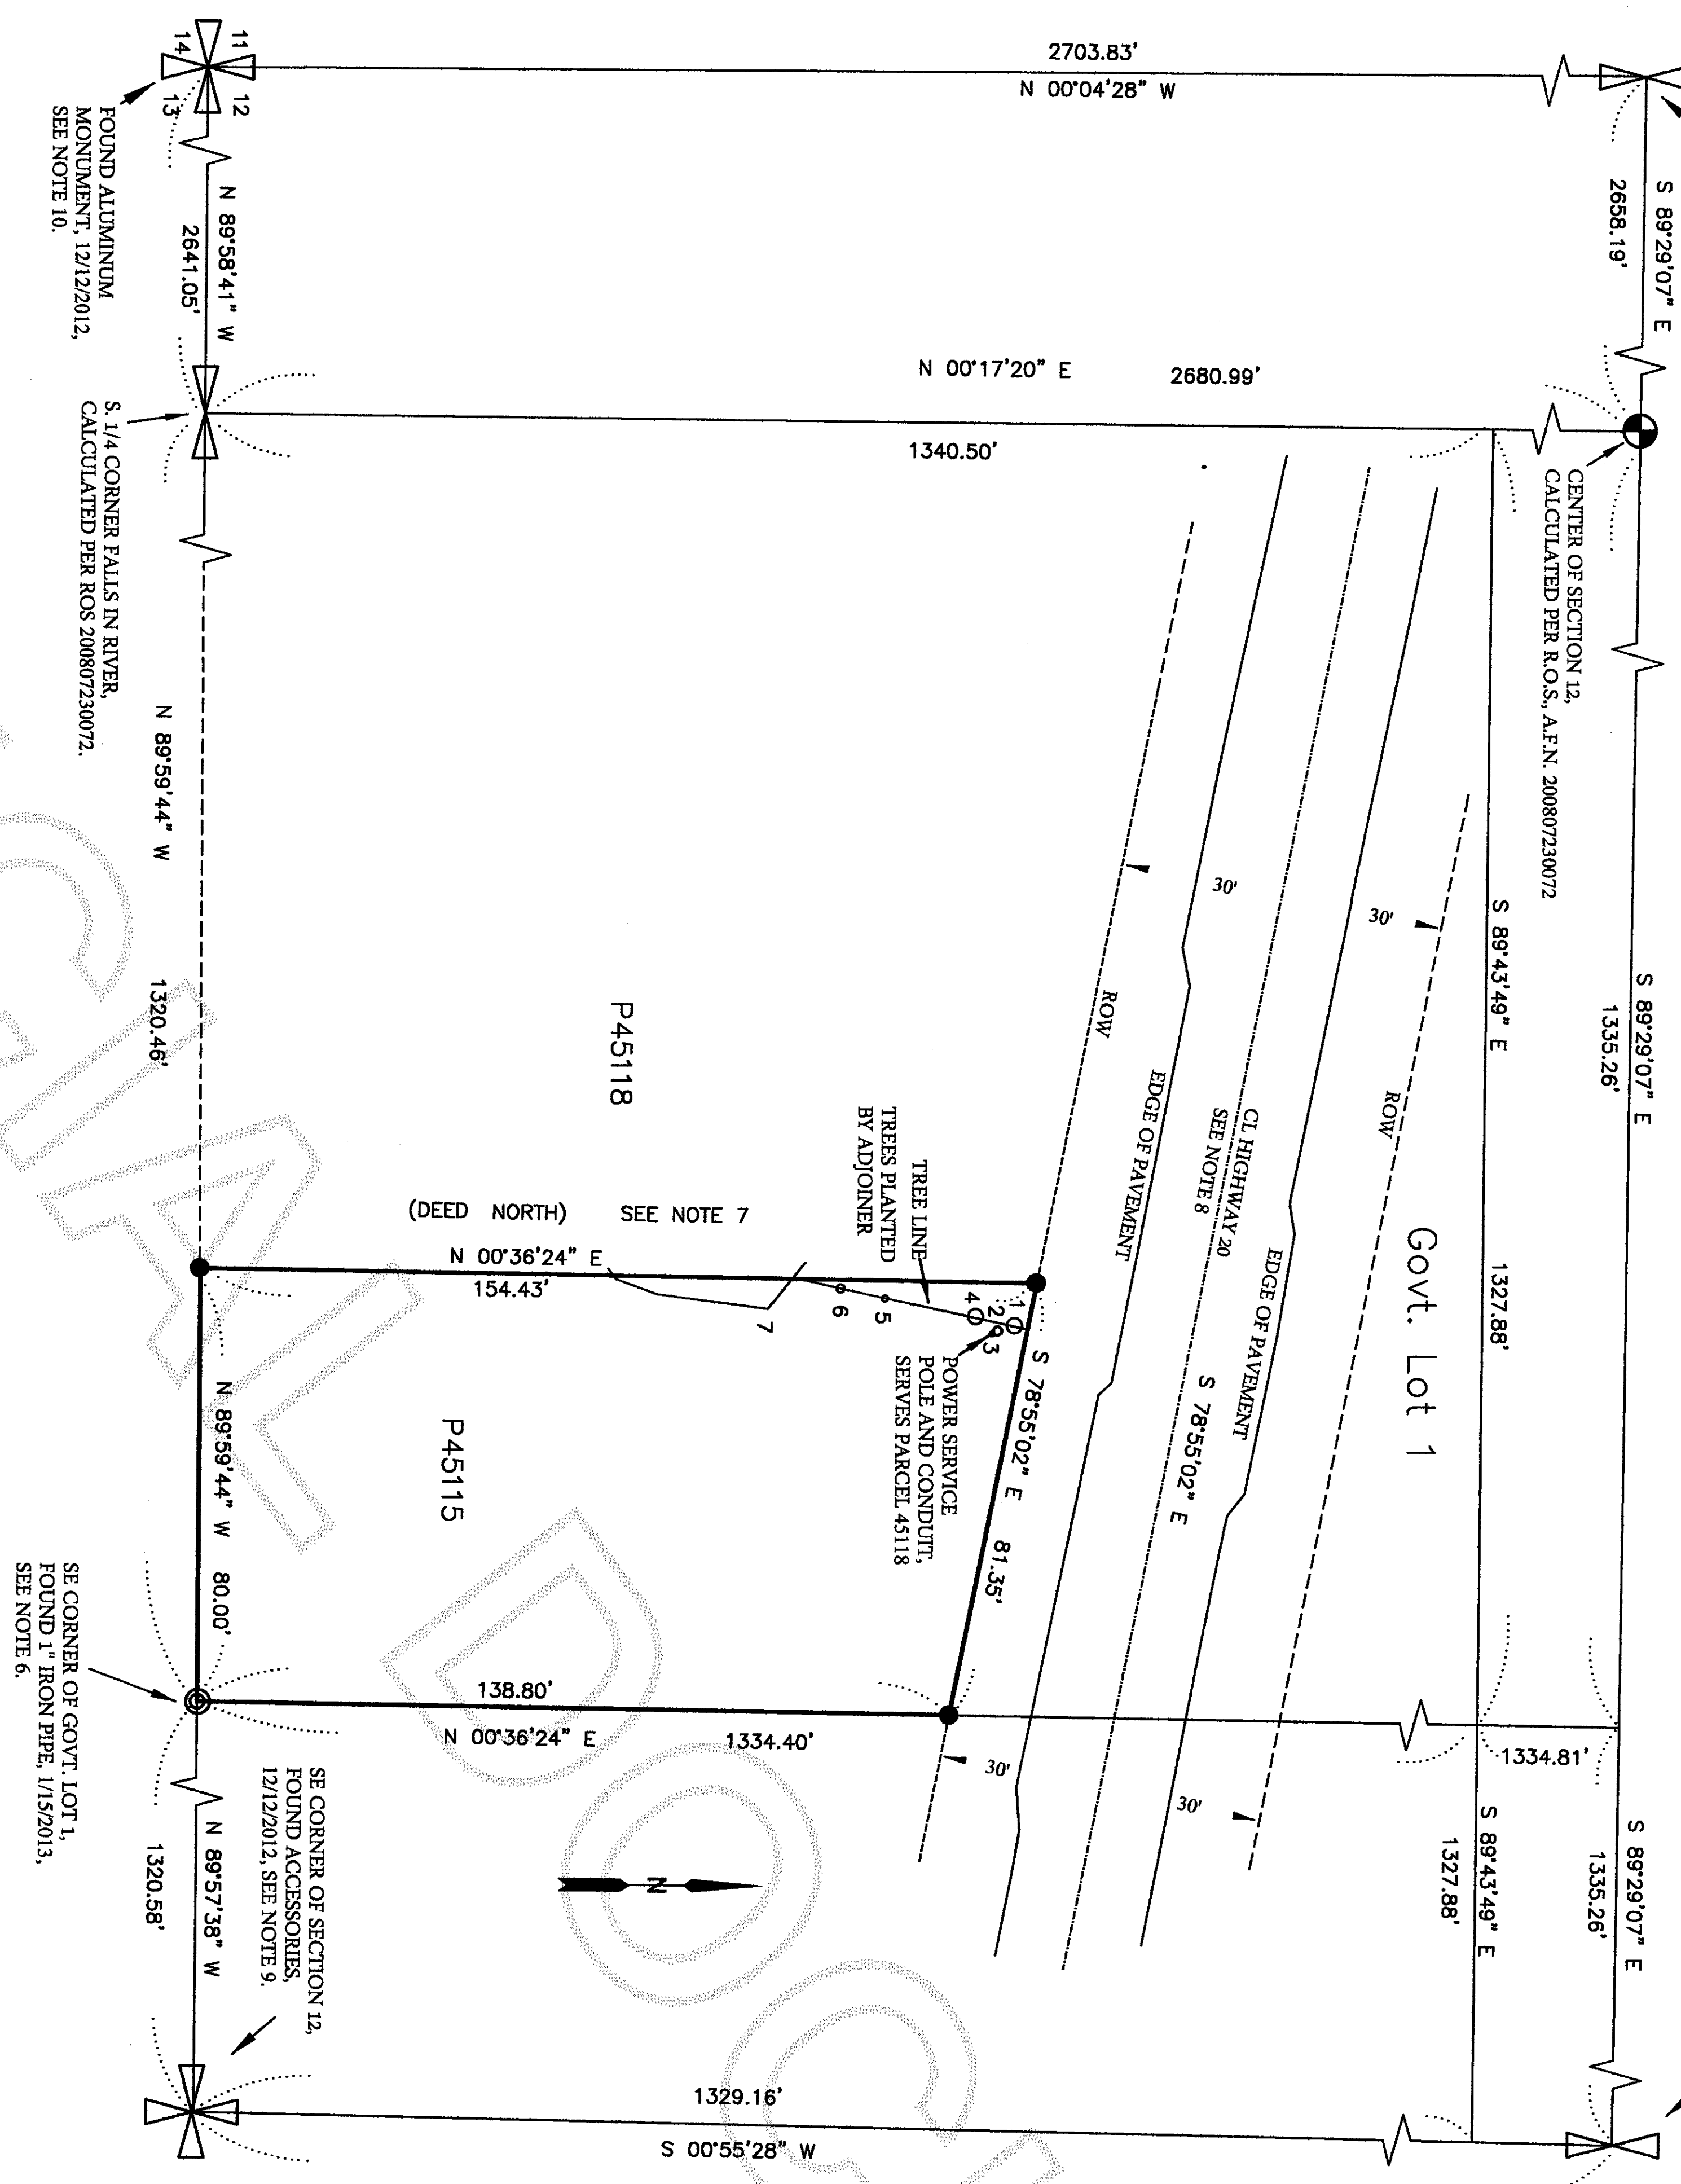 2703.83'
N 00°04'28" W
S 89°29'07" E
2658.19'
11
12
14
13
FOUND ALUMINUM
MONUMENT, 12/12/2012,
SEE NOTE 10.
N 89°58'41" W
2641.05'
N 00°17'20" E
2680.99'
1340.50'
S. 1/4 CORNER FALLS IN RIVER,
CALCULATED PER ROS 200807230072.
CENTER OF SECTION 12,
CALCULATED PER R.O.S., A.F.N. 200807230072
S 89°29'07" E
1335.26'
S 89°43'49" E
1327.88'
30'
30'
ROW
ROW
EDGE OF PAVEMENT
CL HIGHWAY 20
SEE NOTE 8
EDGE OF PAVEMENT
S 78°55'02" E
Govt. Lot 1
N 89°59'44" W
1320.46'
P45118
TREE LINE
TREES PLANTED
BY ADJOINER
(DEED NORTH)
SEE NOTE 7
N 00°36'24" E
154.43'
1
2
3
4
5
6
7
S 78°55'02" E
81.35'
POWER SERVICE
POLE AND CONDUIT,
SERVES PARCEL 45118
P45115
N 89°59'44" W
80.00'
138.80'
N 00°36'24" E
1334.40'
30'
30'
1334.81'
SE CORNER OF GOVT. LOT 1,
FOUND 1" IRON PIPE, 1/15/2013,
SEE NOTE 6.
SE CORNER OF SECTION 12,
FOUND ACCESSORIES,
12/12/2012, SEE NOTE 9.
N
N 89°57'38" W
1320.58'
S 89°43'49" E
1327.88'
S 89°29'07" E
1335.26'
1329.16'
S 00°55'28" W
CIAL DOC